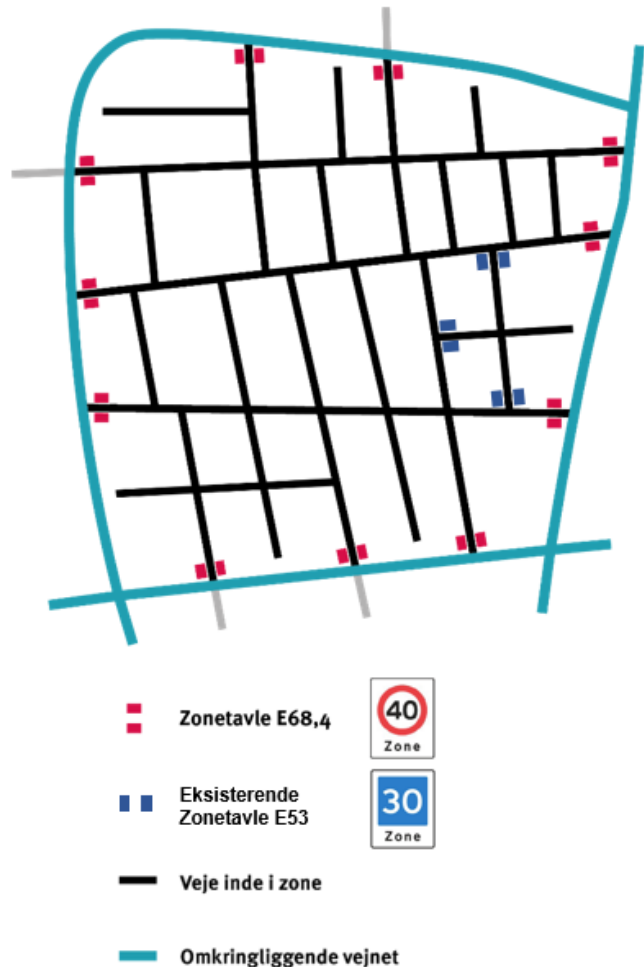 Zonetavle E68,4
40
Zone
Eksisterende
Zonetavle E53
30
Zone
Veje inde i zone
Omkringliggende vejnet